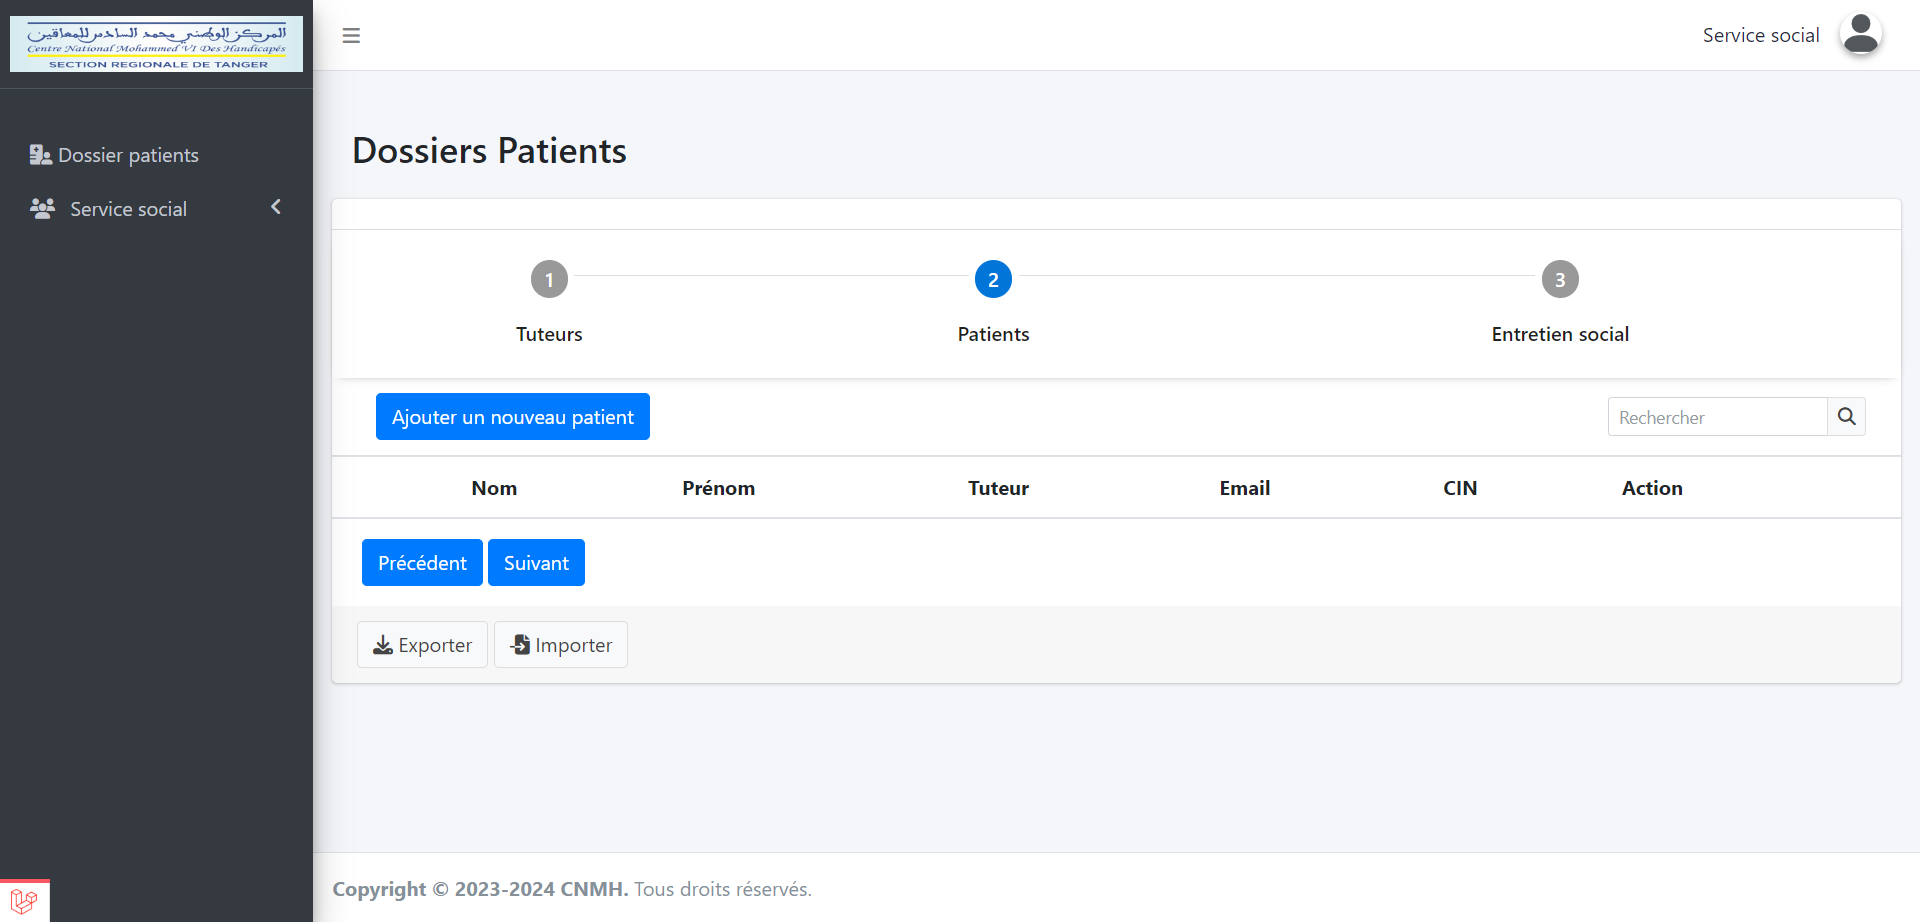 المركز الوطني محمد السادس للمعاقين
Centre National Mohammed VI Des Handicapés
SECTION REGIONALE DE TANGER
Service social
Dossier patients
Service social
Dossiers Patients
1 2 3
Tuteurs Patients Entretien social
Ajouter un nouveau patient Rechercher
Nom Prénom Tuteur Email CIN Action
Précédent Suivant
Exporter Importer
Copyright © 2023-2024 CNMH. Tous droits réservés.